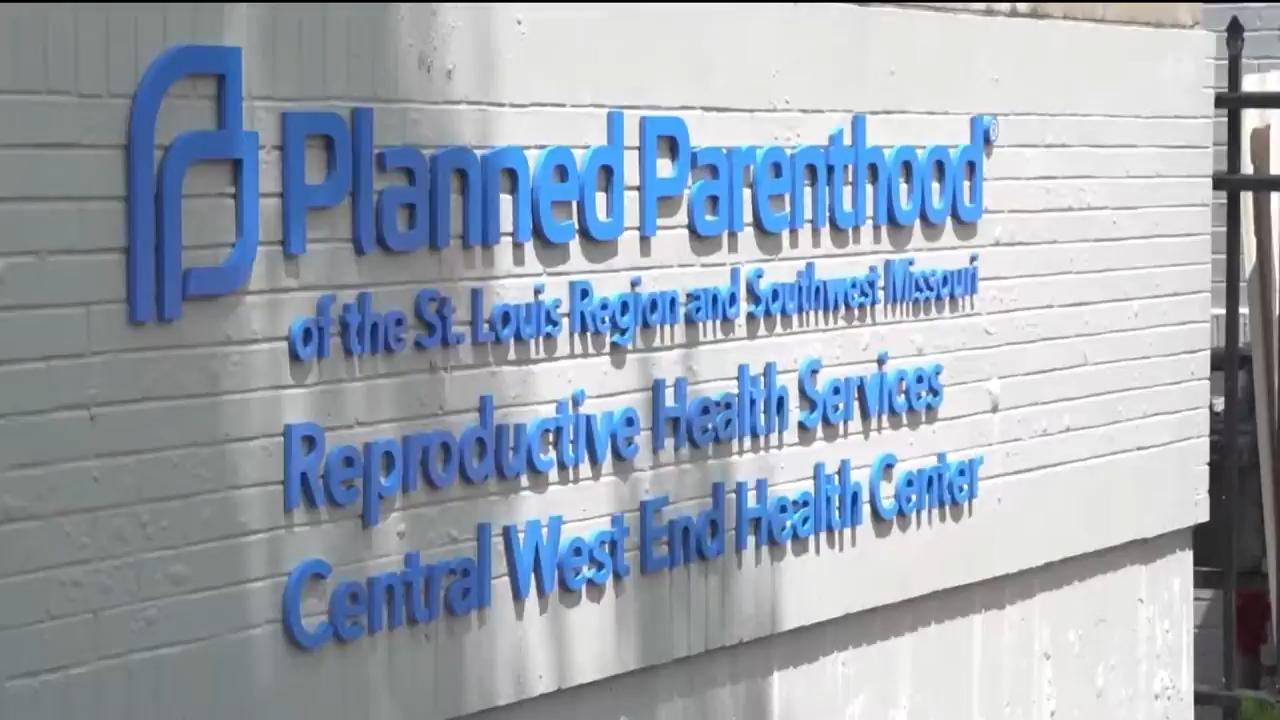 Planned Parenthood®
of the St. Louis Region and Southwest Missouri
Reproductive Health Services
Central West End Health Center